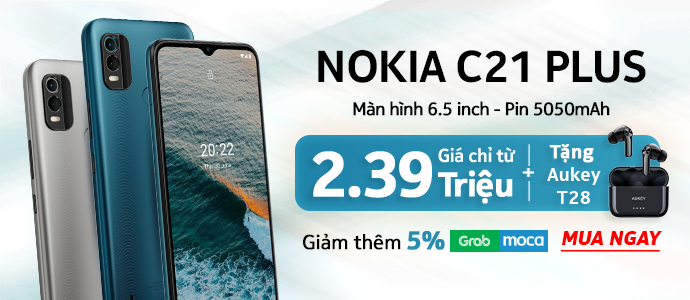 NOKIA C21 PLUS
Màn hình 6.5 inch - Pin 5050mAh
2.39 Giá chỉ từ Triệu + Tặng Aukey T28
AUKEY
Giảm thêm 5% Grab moca MUA NGAY
20:22